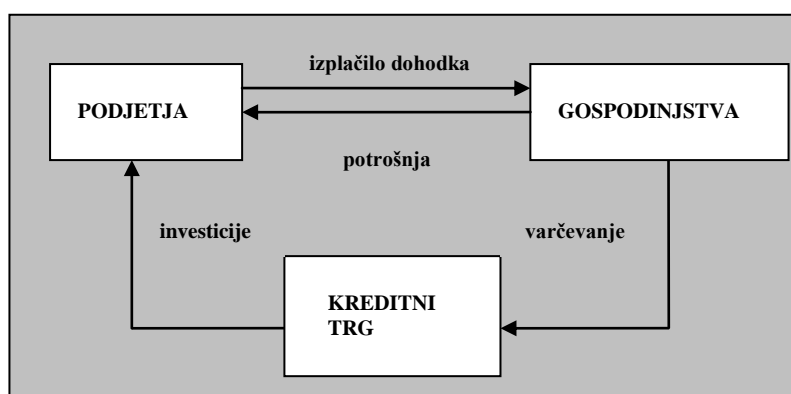 izplačilo dohodka
PODJETJA
GOSPODINJSTVA
potrošnja
investicije
varčevanje
KREDITNI
TRG